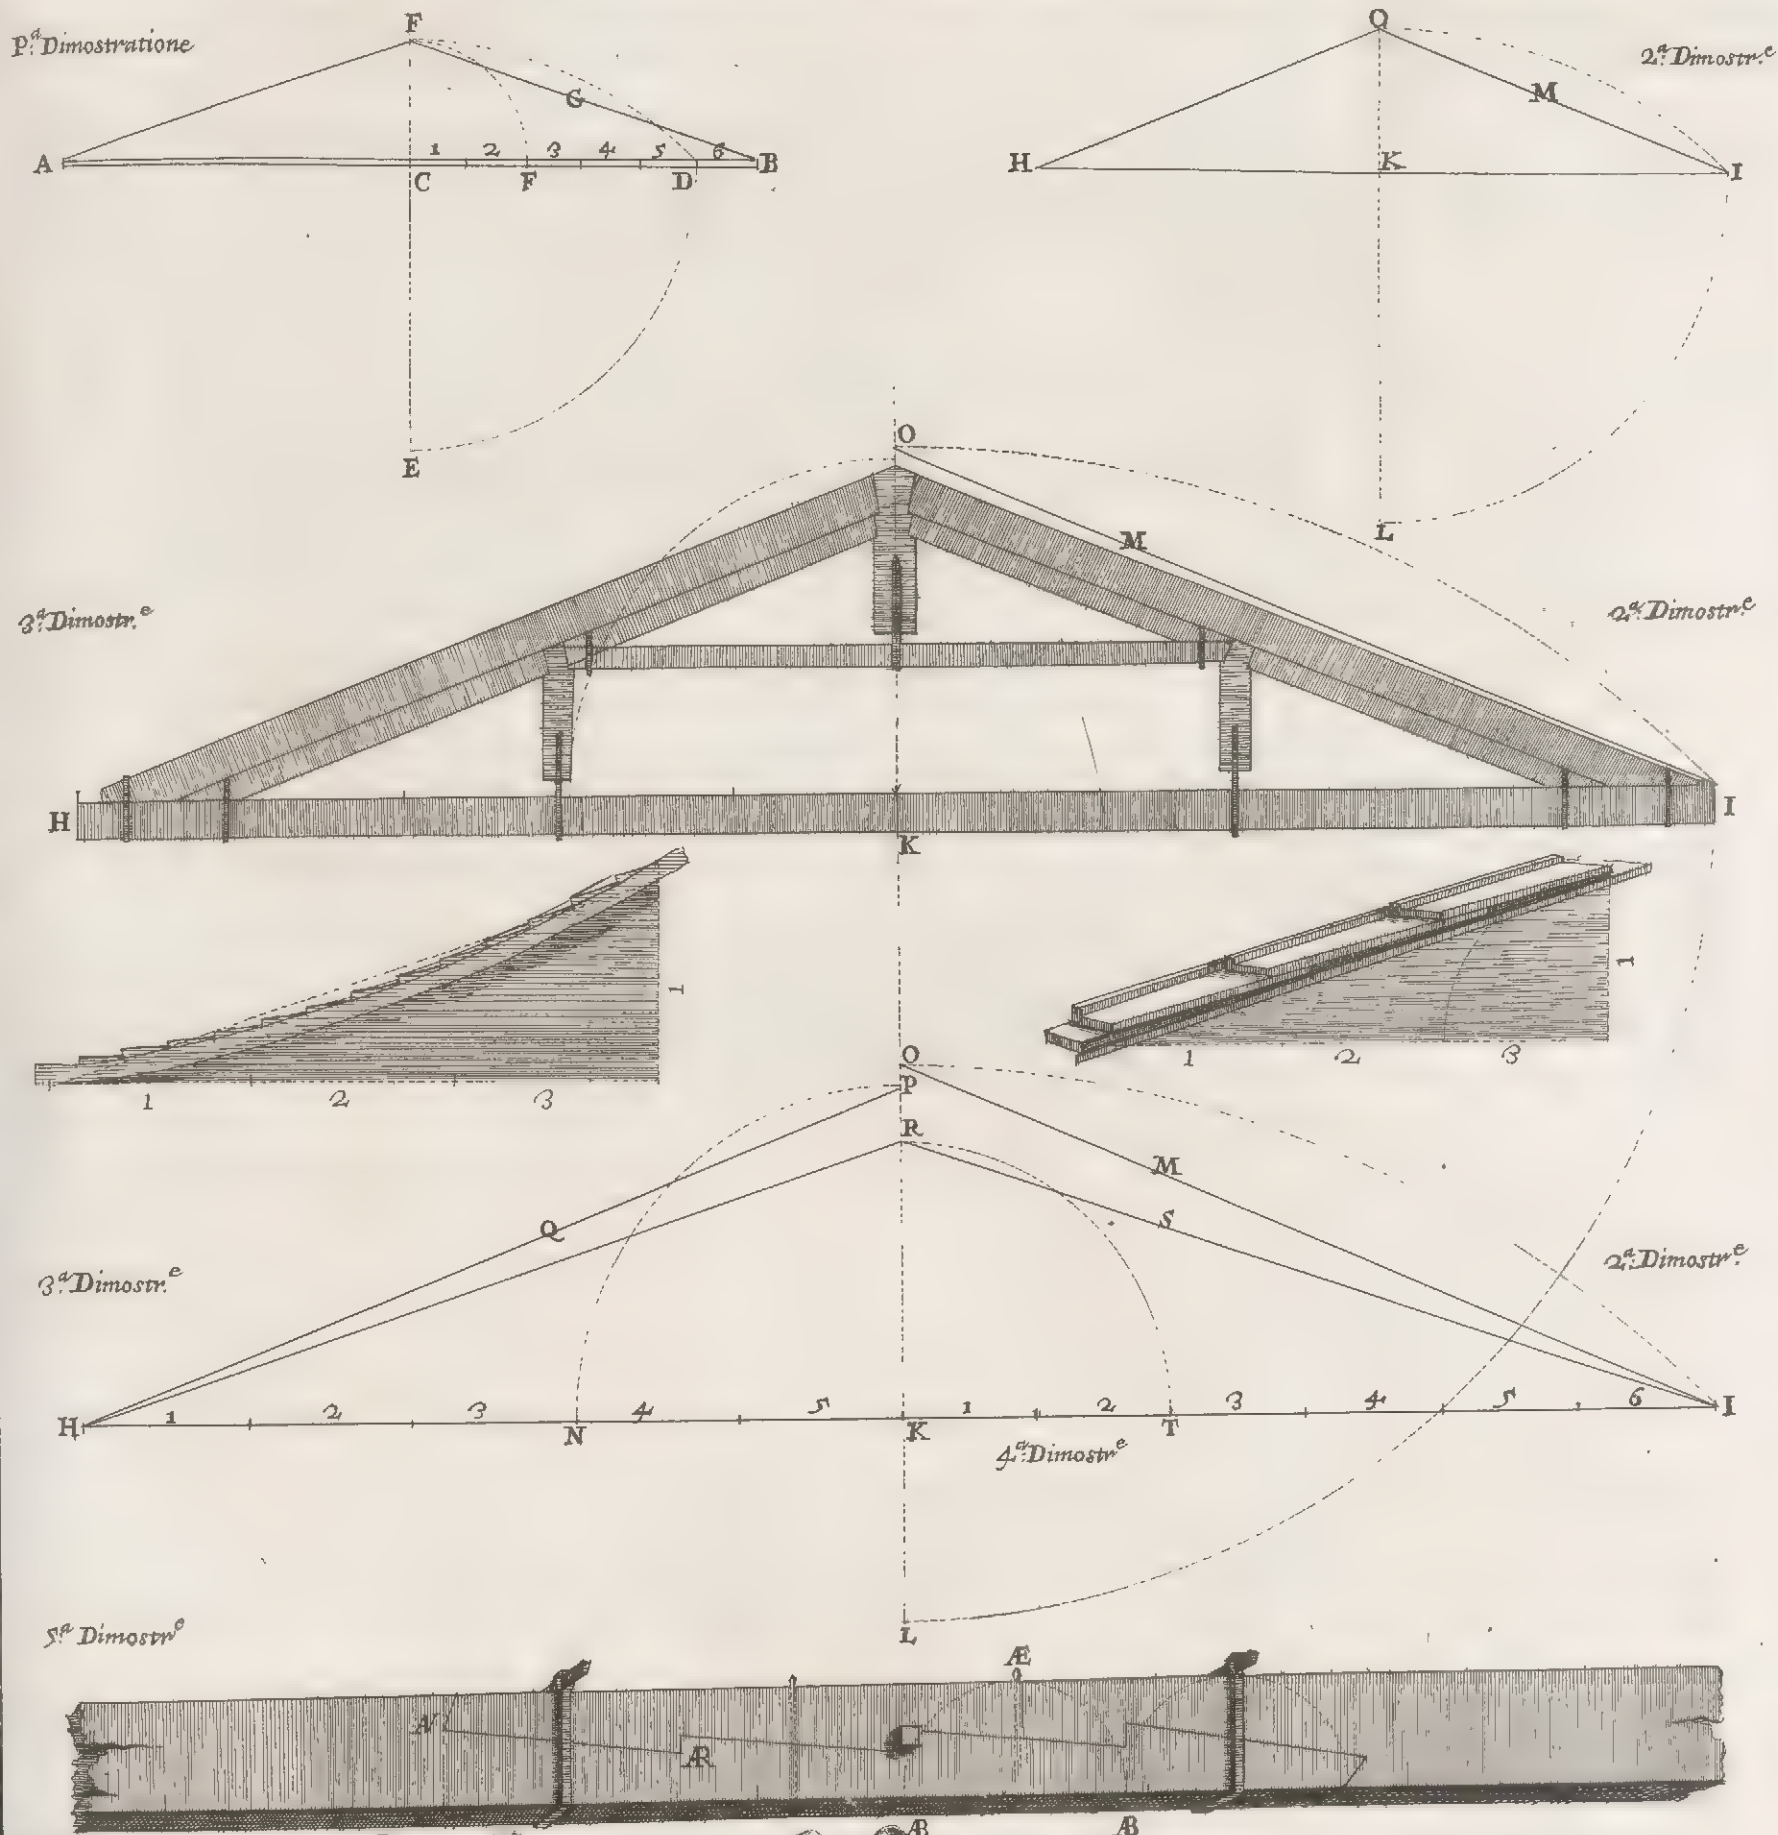 F
P.ª Dimostratione
G
A 1 2 3 4 5 6 B
C F D
E
O
2.ª Dimostr.e
M
H K I
L
O
M
3.ª Dimostr.e
2.ª Dimostr.e
H I
K
1
1 2 3
1
1 2 3
O
P
R
M
Q S
3.ª Dimostr.e
2.ª Dimostr.e
H 1 2 3 4 5 1 2 3 4 5 6 I
N K T
4.ª Dimostr.e
L
5.ª Dimostr.e
Æ
N
Æ
Æ